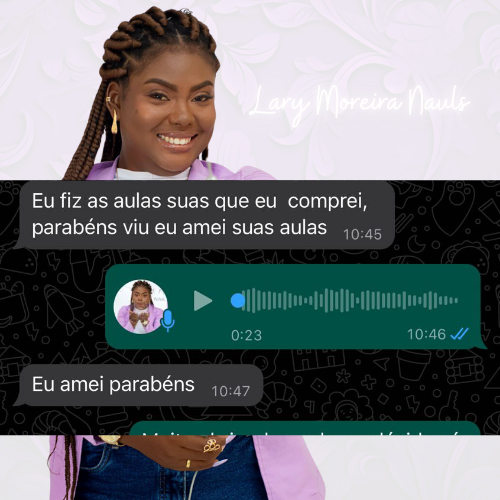 Lary Moreira Nauls
Eu fiz as aulas suas que eu comprei,
parabéns viu eu amei suas aulas 10:45
0:23 10:46
Eu amei parabéns 10:47